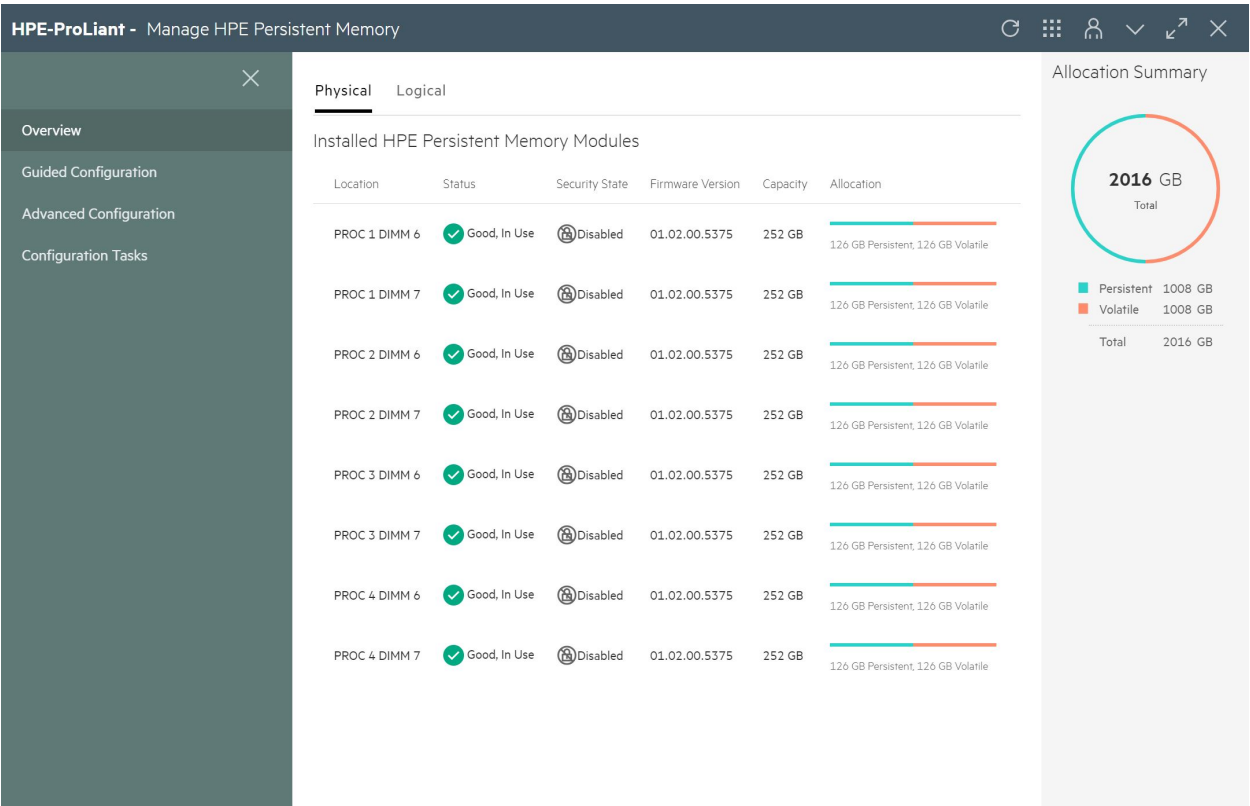 HPE-ProLiant - Manage HPE Persistent Memory
Overview
Guided Configuration
Advanced Configuration
Configuration Tasks
Physical Logical
Installed HPE Persistent Memory Modules
Location Status Security State Firmware Version Capacity Allocation
PROC 1 DIMM 6 Good, In Use Disabled 01.02.00.5375 252 GB
126 GB Persistent, 126 GB Volatile
PROC 1 DIMM 7 Good, In Use Disabled 01.02.00.5375 252 GB
126 GB Persistent, 126 GB Volatile
PROC 2 DIMM 6 Good, In Use Disabled 01.02.00.5375 252 GB
126 GB Persistent, 126 GB Volatile
PROC 2 DIMM 7 Good, In Use Disabled 01.02.00.5375 252 GB
126 GB Persistent, 126 GB Volatile
PROC 3 DIMM 6 Good, In Use Disabled 01.02.00.5375 252 GB
126 GB Persistent, 126 GB Volatile
PROC 3 DIMM 7 Good, In Use Disabled 01.02.00.5375 252 GB
126 GB Persistent, 126 GB Volatile
PROC 4 DIMM 6 Good, In Use Disabled 01.02.00.5375 252 GB
126 GB Persistent, 126 GB Volatile
PROC 4 DIMM 7 Good, In Use Disabled 01.02.00.5375 252 GB
126 GB Persistent, 126 GB Volatile
Allocation Summary
2016 GB
Total
Persistent 1008 GB
Volatile 1008 GB
Total 2016 GB